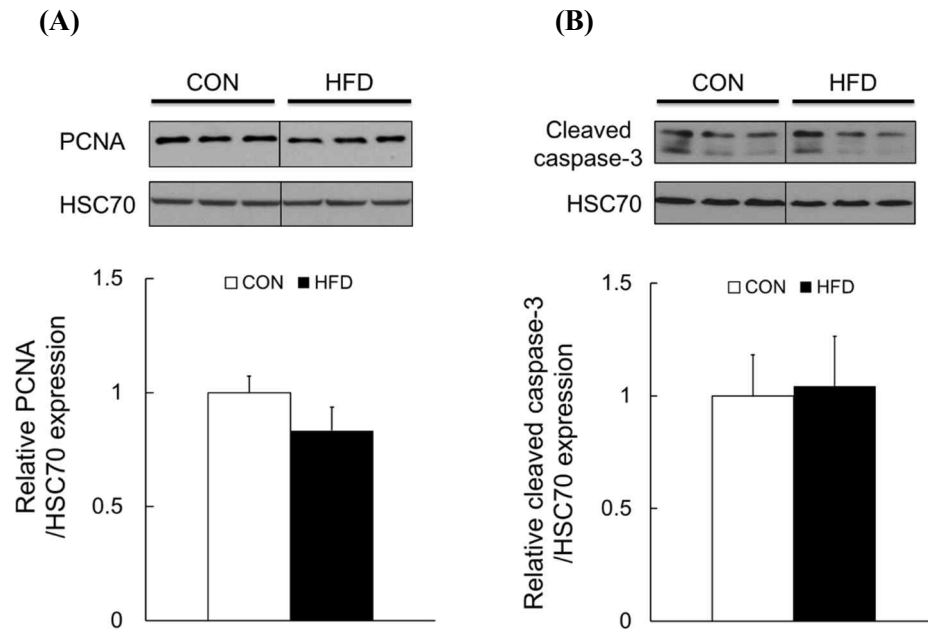 (A)
CON HFD
PCNA
HSC70
1.5
CON HFD
1
0.5
0
Relative PCNA
/HSC70 expression
(B)
CON HFD
Cleaved
caspase-3
HSC70
1.5
CON HFD
1
0.5
0
Relative cleaved caspase-3
/HSC70 expression